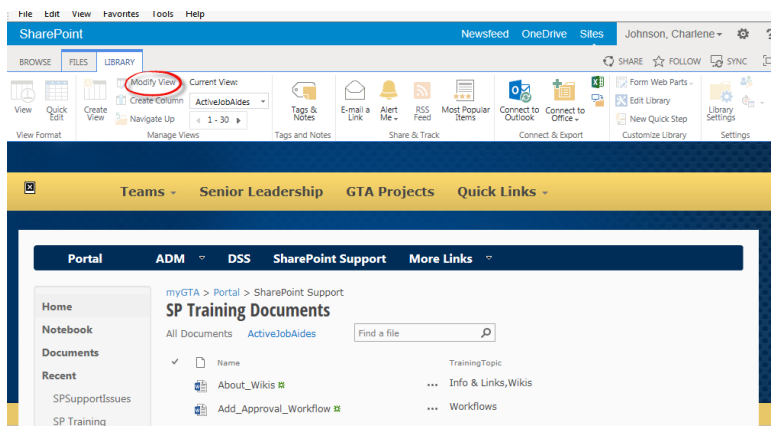 File Edit View Favorites Tools Help
SharePoint Newsfeed OneDrive Sites Johnson, Charlene ?
BROWSE FILES LIBRARY SHARE FOLLOW SYNC
View
Quick Edit
Create View
Modify View
Create Column
Navigate Up
Current View:
ActiveJobAides
1 - 30
Tags & Notes
E-mail a Link
Alert Me
RSS Feed
Most Popular Items
Connect to Outlook
Connect to Office
Form Web Parts
Edit Library
New Quick Step
Library Settings
View Format Manage Views Tags and Notes Share & Track Connect & Export Customize Library Settings
Teams Senior Leadership GTA Projects Quick Links
Portal ADM DSS SharePoint Support More Links
Home
Notebook
Documents
Recent
SPSupportIssues
SP Training
myGTA > Portal > SharePoint Support
SP Training Documents
All Documents ActiveJobAides Find a file
Name TrainingTopic
About_Wikis ... Info & Links,Wikis
Add_Approval_Workflow ... Workflows